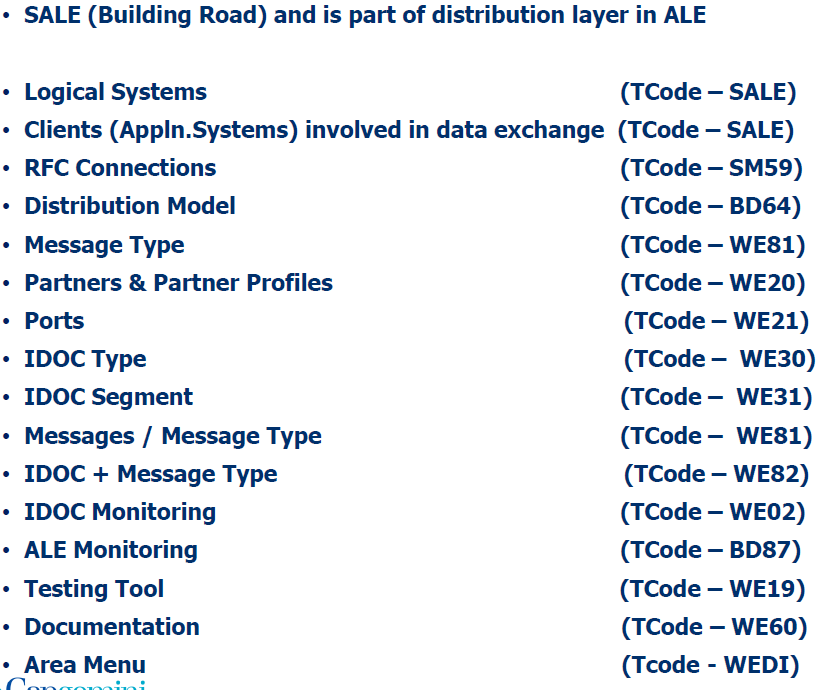 • SALE (Building Road) and is part of distribution layer in ALE
• Logical Systems (TCode – SALE)
• Clients (Appln.Systems) involved in data exchange (TCode – SALE)
• RFC Connections (TCode – SM59)
• Distribution Model (TCode – BD64)
• Message Type (TCode – WE81)
• Partners & Partner Profiles (TCode – WE20)
• Ports (TCode – WE21)
• IDOC Type (TCode – WE30)
• IDOC Segment (TCode – WE31)
• Messages / Message Type (TCode – WE81)
• IDOC + Message Type (TCode – WE82)
• IDOC Monitoring (TCode – WE02)
• ALE Monitoring (TCode – BD87)
• Testing Tool (TCode – WE19)
• Documentation (TCode – WE60)
• Area Menu (Tcode - WEDI)
Capgemini